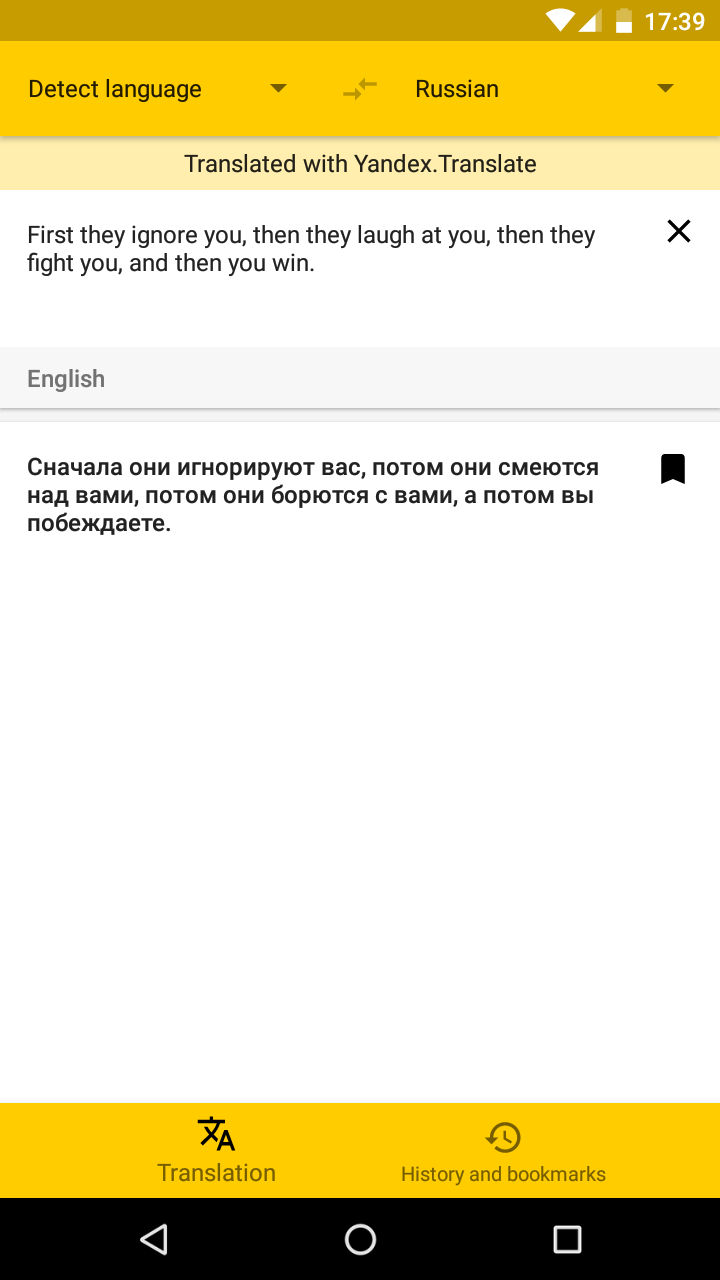 17:39
Detect language
Russian
Translated with Yandex.Translate
First they ignore you, then they laugh at you, then they
fight you, and then you win.
English
Сначала они игнорируют вас, потом они смеются
над вами, потом они борются с вами, а потом вы
побеждаете.
Translation
History and bookmarks